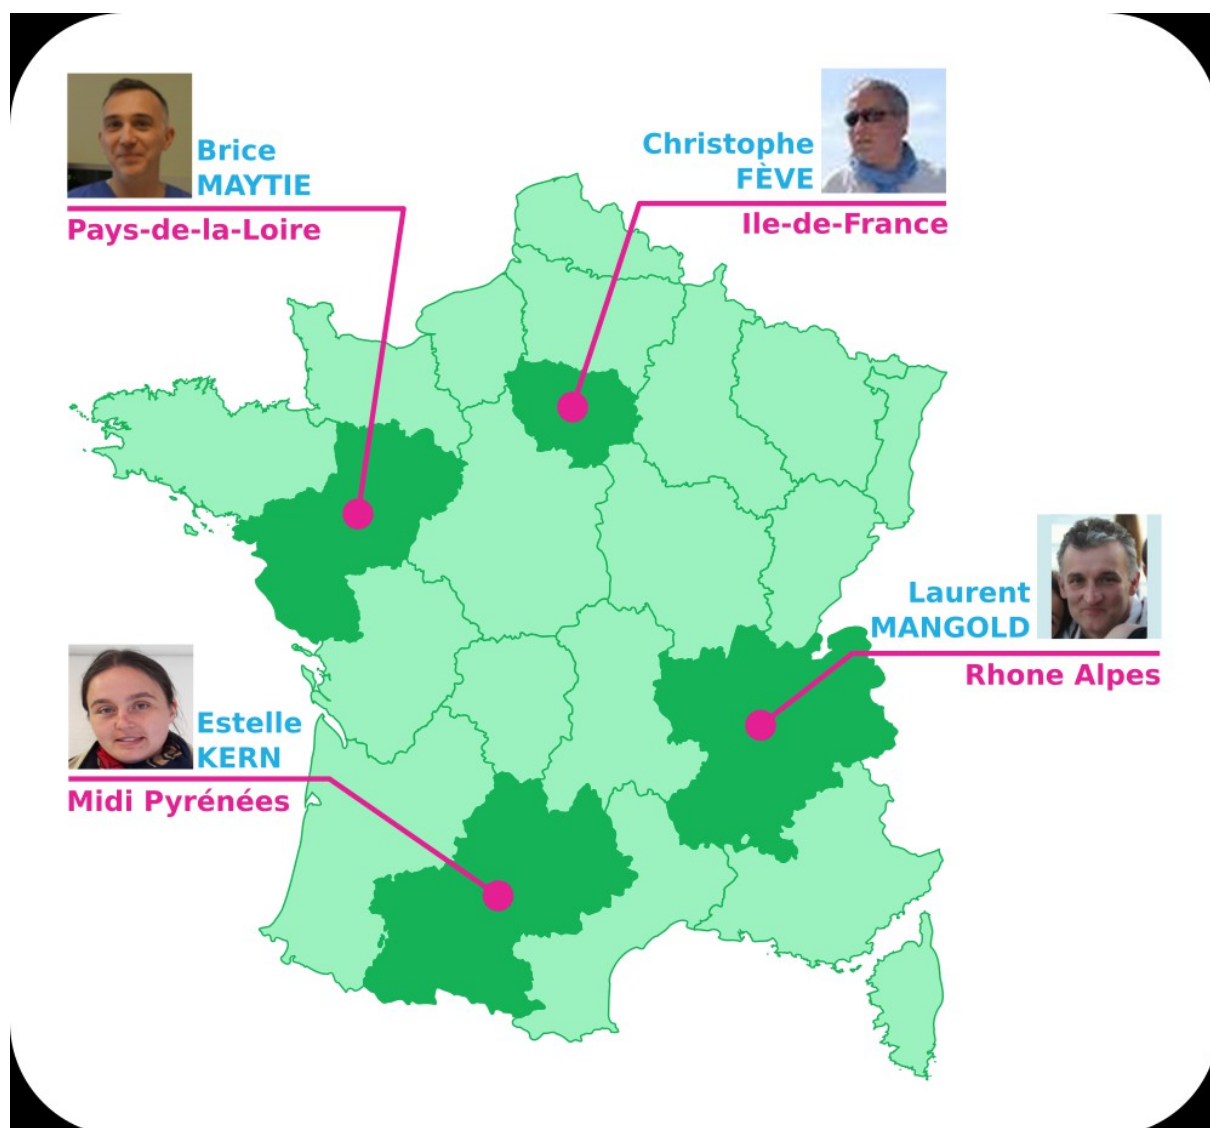 Brice
MAYTIE
Pays-de-la-Loire
Christophe
FÈVE
Ile-de-France
Laurent
MANGOLD
Rhone Alpes
Estelle
KERN
Midi Pyrénées